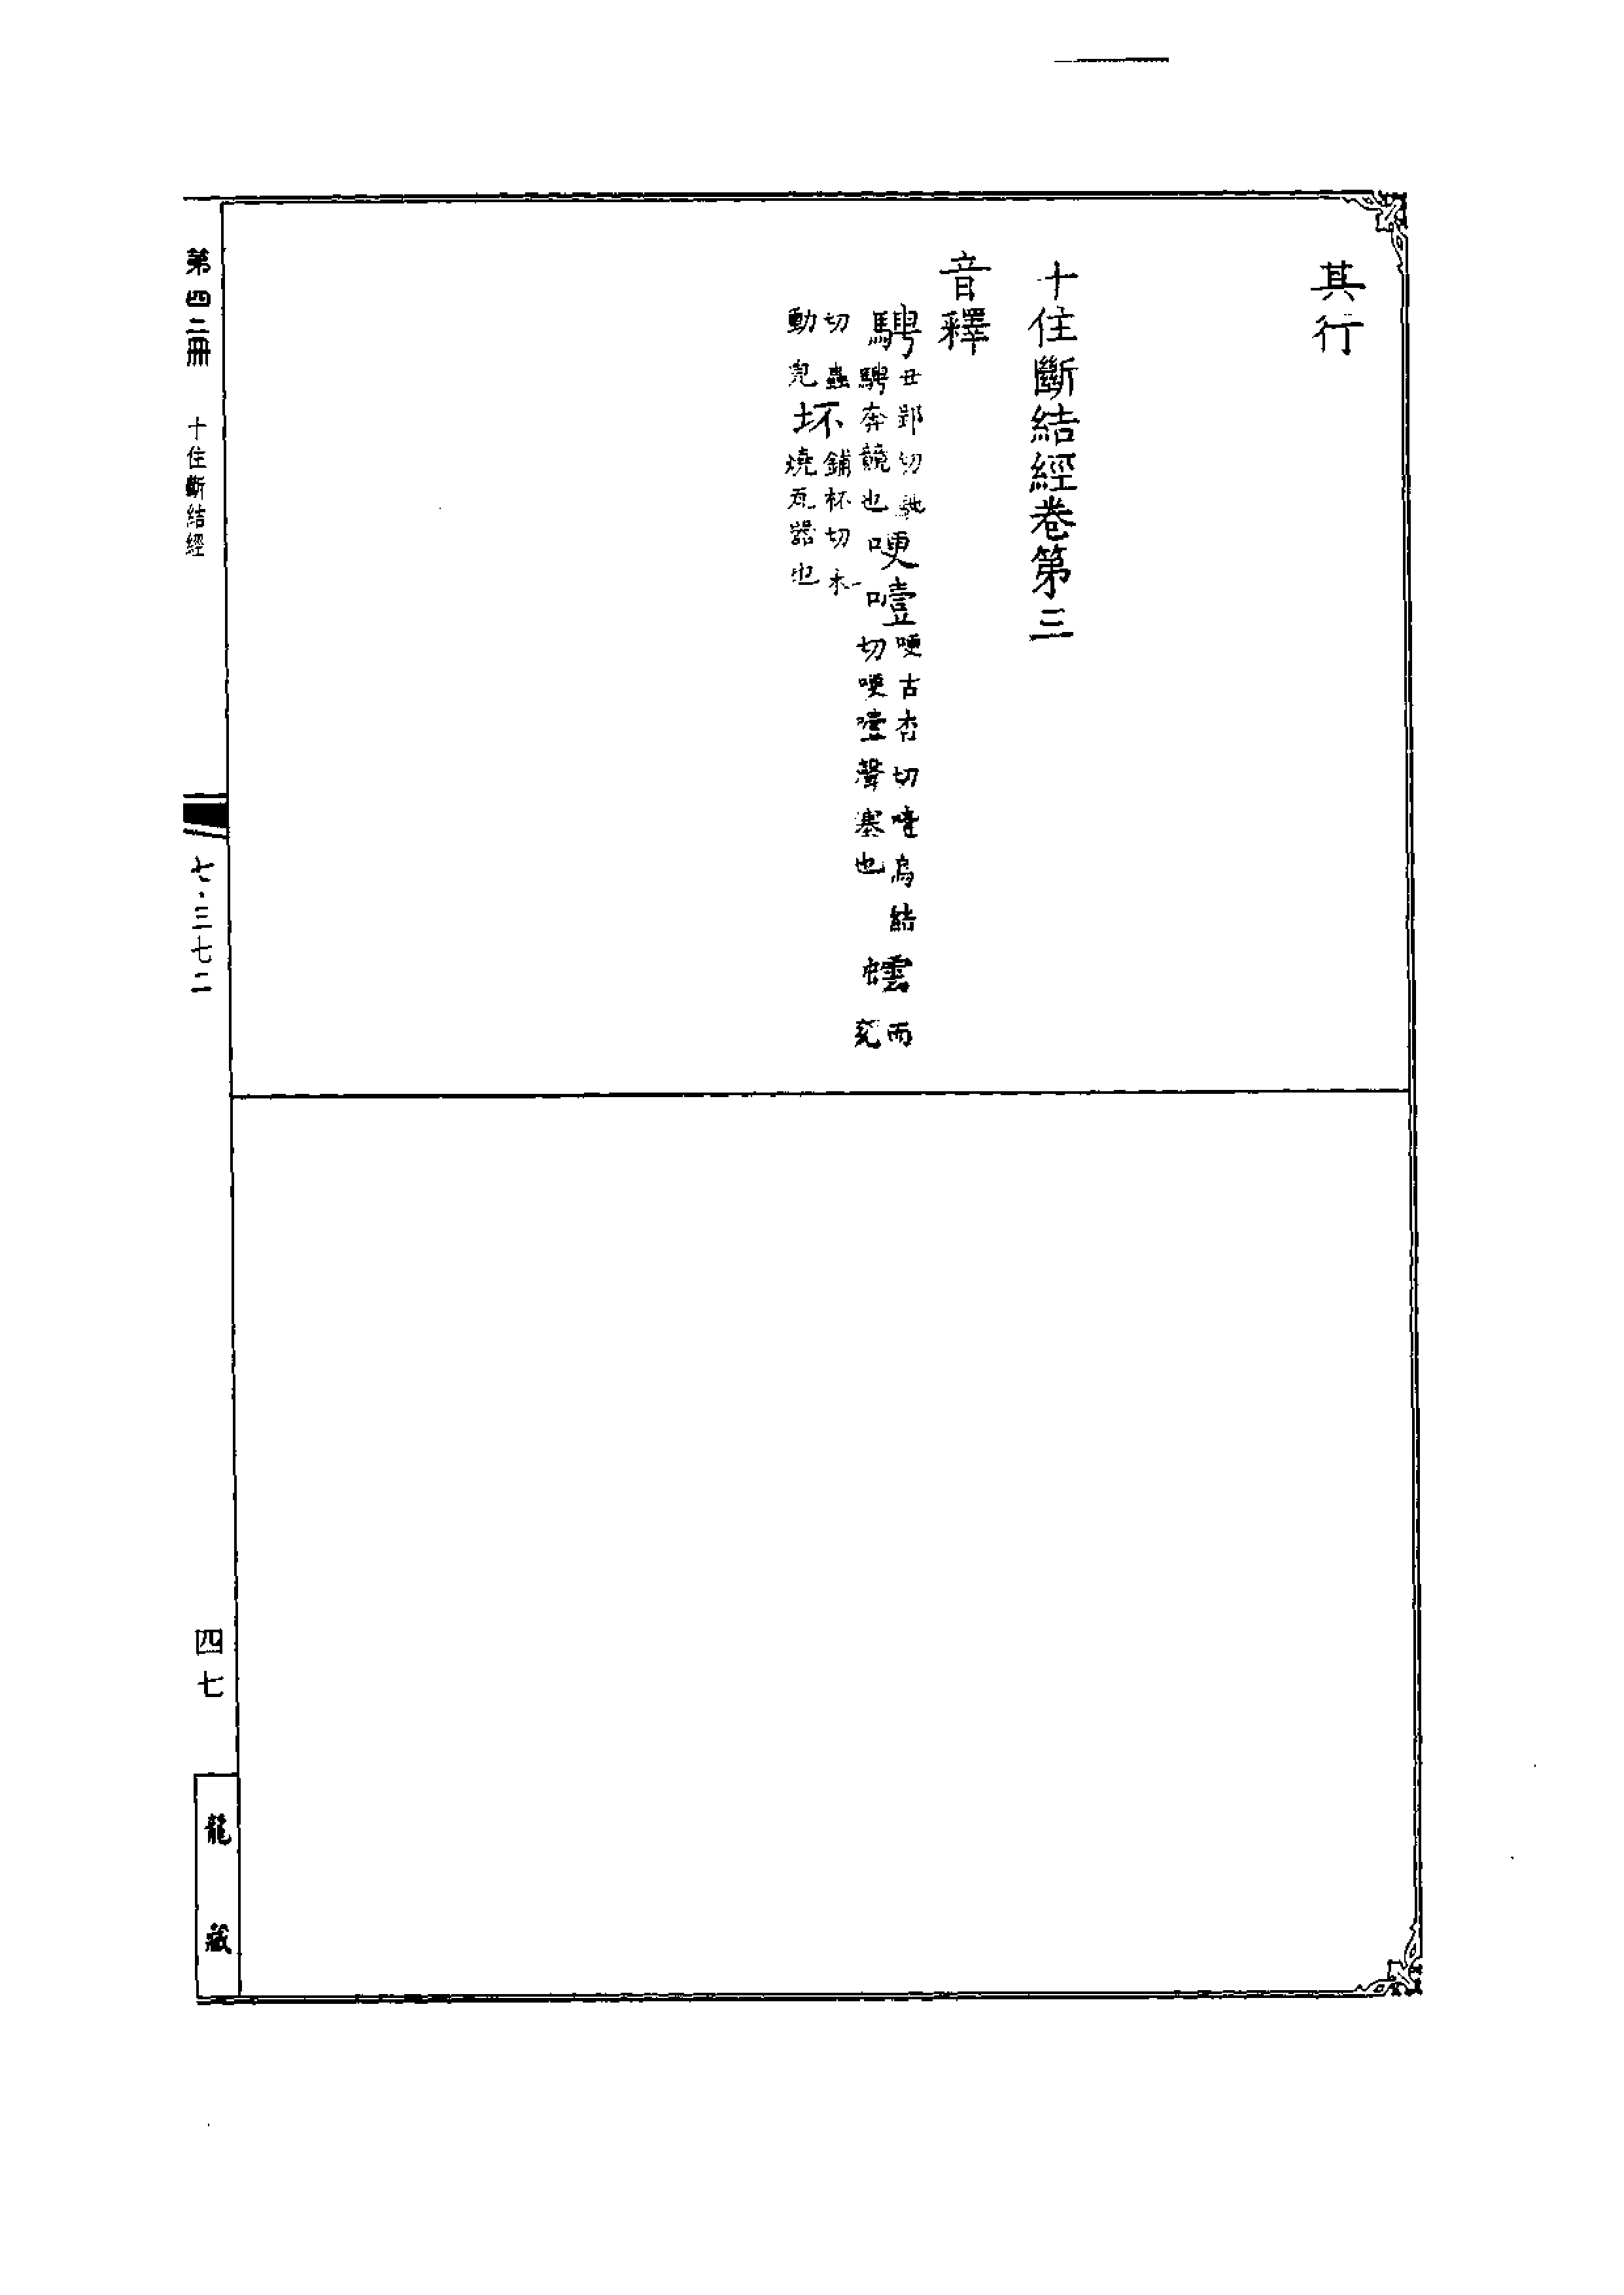 其行
十住斷結經卷第三
音釋
騁丑郢切馳騁奔競也哽噎哽古杏切噎烏結切哽噎聲塞也而兖
切蟲動皃坏鋪杯切未燒瓦器也
第四二冊
十住斷結經
七·三七二
四七
龍藏